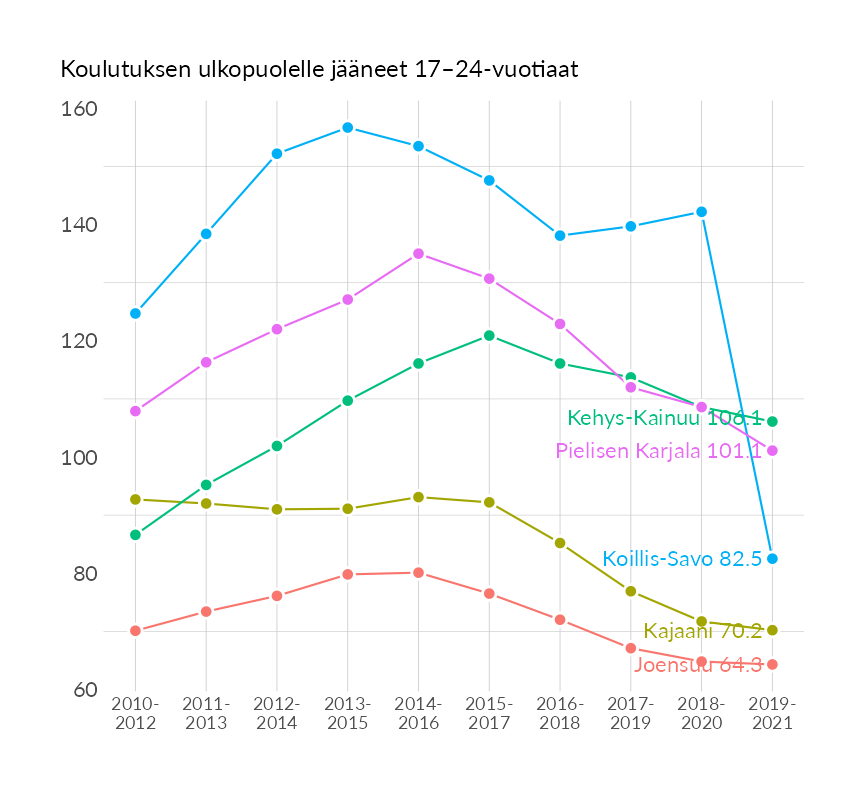 Koulutuksen ulkopuolelle jääneet 17–24-vuotiaat
160
140
120
100
80
60
Kehys-Kainuu 106.1
Pielisen Karjala 101.1
Koillis-Savo 82.5
Kajaani 70.2
Joensuu 64.3
2010- 2011- 2012- 2013- 2014- 2015- 2016- 2017- 2018- 2019-
2012 2013 2014 2015 2016 2017 2018 2019 2020 2021